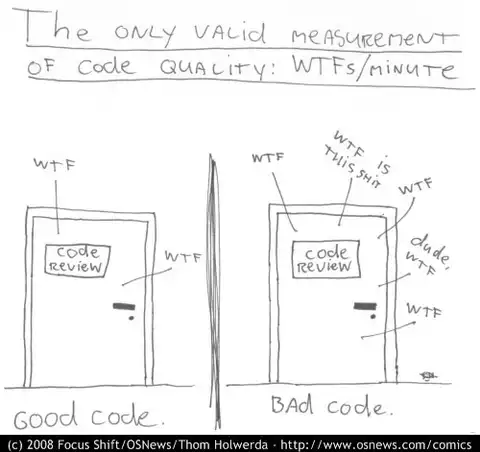 The only valid measurement
of code quality: WTFs/minute
WTF
code
review
WTF
Good code.
WTF
WTF is
this shit
WTF
code
review
dude,
WTF
WTF
Bad code.
(c) 2008 Focus Shift/OSNews/Thom Holwerda - http://www.osnews.com/comics